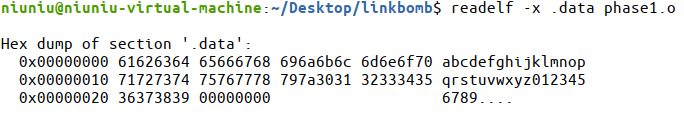 niuniu@niuniu-virtual-machine:~/Desktop/linkbomb$ readelf -x .data phase1.o
Hex dump of section '.data':
0x00000000 61626364 65666768 696a6b6c 6d6e6f70 abcdefghijklmnop
0x00000010 71727374 75767778 797a3031 32333435 qrstuvwxyz012345
0x00000020 36373839 00000000 6789....